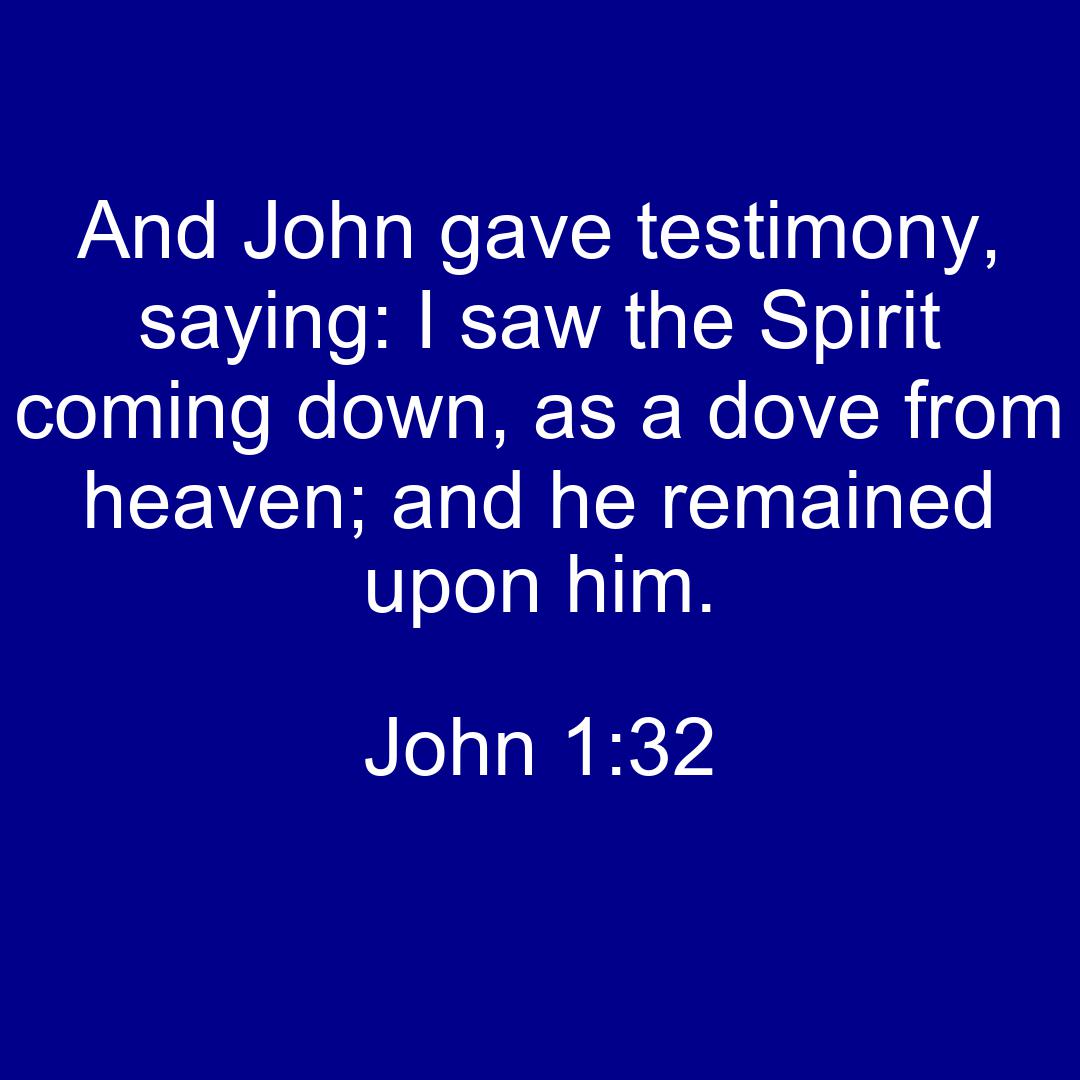 And John gave testimony,
saying: I saw the Spirit
coming down, as a dove from
heaven; and he remained
upon him.
John 1:32